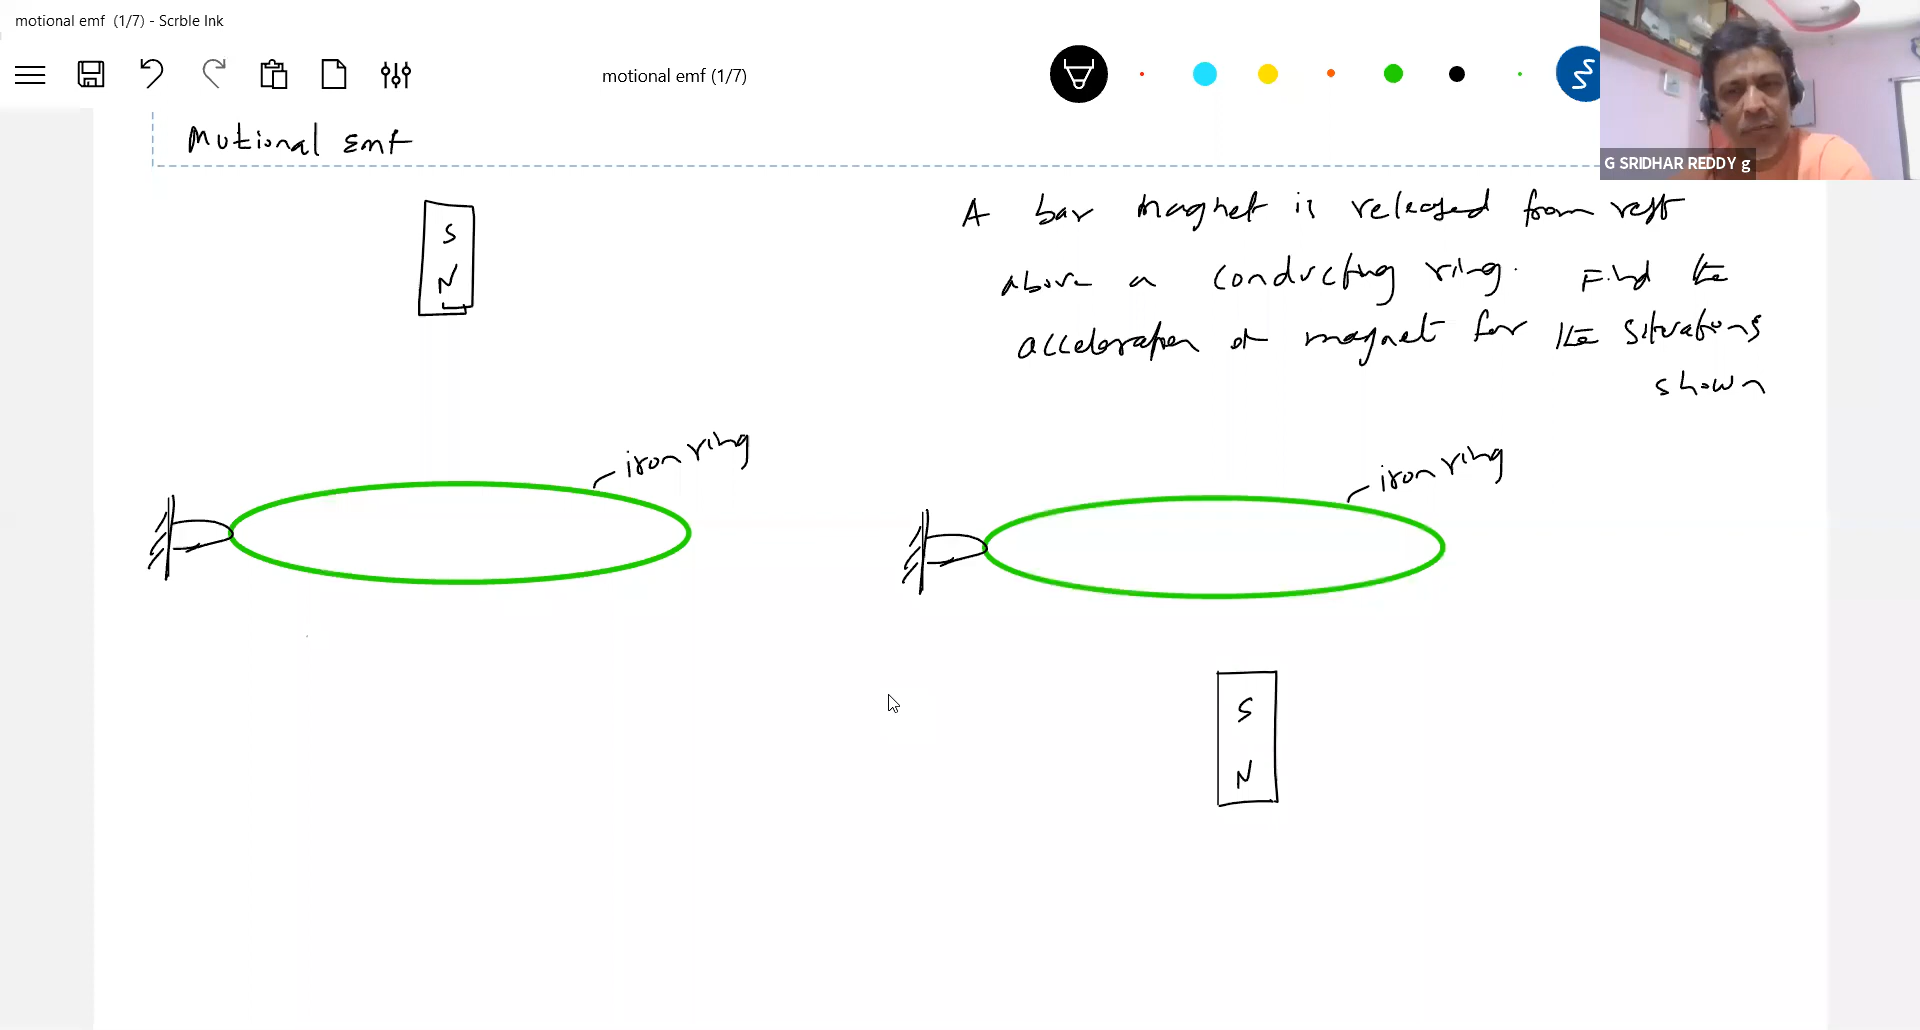 motional emf (1/7) - Scrble Ink
motional emf (1/7)
G SRIDHAR REDDY g
Motional Emf
S
N
A bar magnet is released from rest
above a conducting ring. Find the
acceleration of magnet for the situations
shown
iron ring
iron ring
S
N